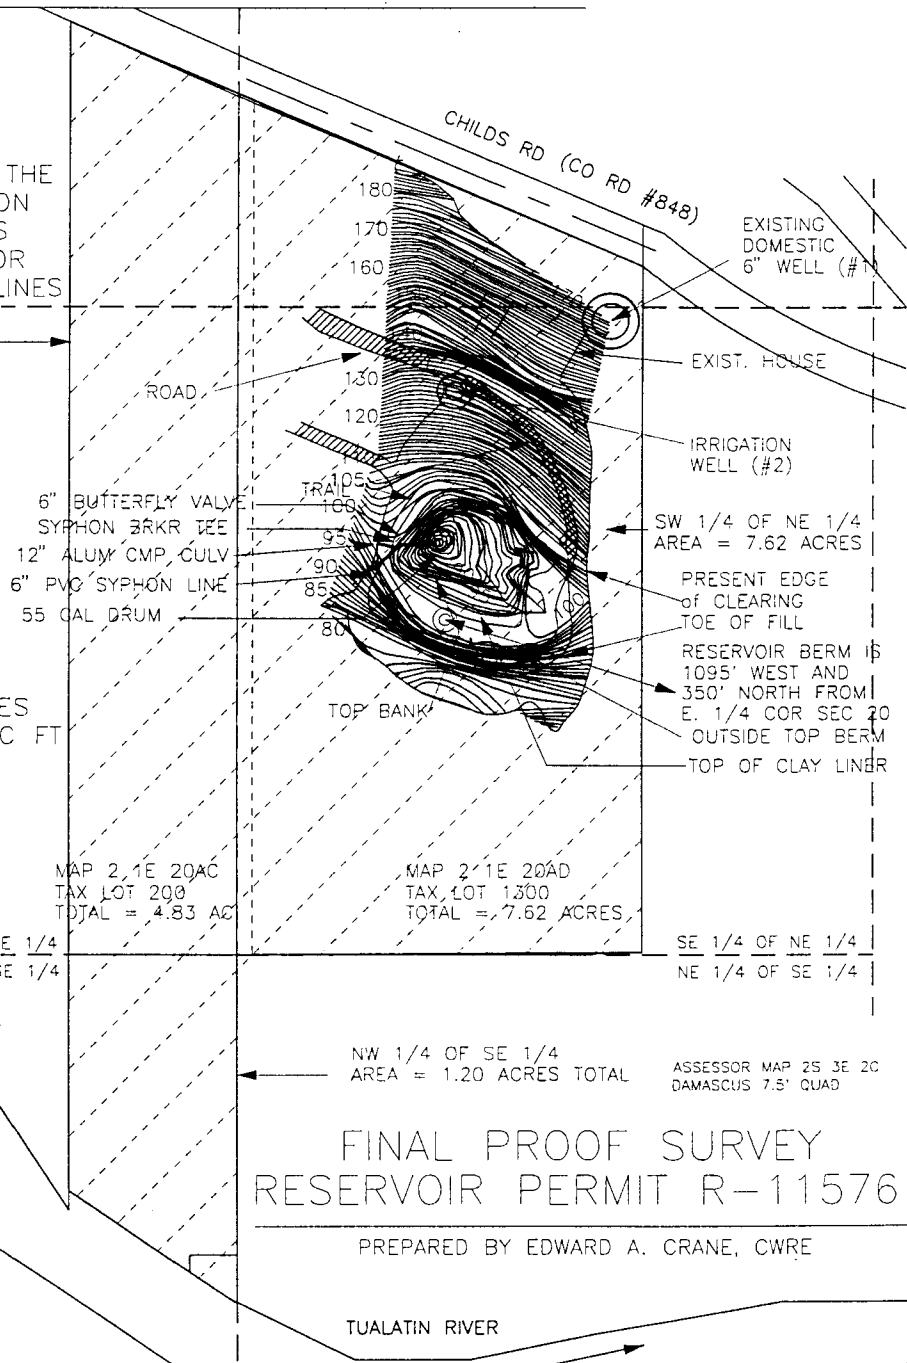 CHILDS RD (CO RD #848)
THE
ON
S
OR
LINES
180
170
160
170
EXISTING
DOMESTIC
6" WELL (#1)
EXIST. HOUSE
ROAD
130
120
IRRIGATION
WELL (#2)
105
TRAIL
100
6" BUTTERFLY VALVE
SYPHON BRKR TEE
95
12" ALUM CMP CULV
90
6" PVC SYPHON LINE
85
55 GAL DRUM
80
100
SW 1/4 OF NE 1/4
AREA = 7.62 ACRES
PRESENT EDGE
of CLEARING
TOE OF FILL
RESERVOIR BERM IS
1095' WEST AND
350' NORTH FROM
E. 1/4 COR SEC 20
OUTSIDE TOP BERM
TOP OF CLAY LINER
TOP BANK
ES
C FT
MAP 2 1E 20AC
TAX LOT 200
TOTAL = 4.83 AC
MAP 2 1E 20AD
TAX LOT 1300
TOTAL = 7.62 ACRES
E 1/4
SE 1/4
SE 1/4 OF NE 1/4
NE 1/4 OF SE 1/4
NW 1/4 OF SE 1/4
AREA = 1.20 ACRES TOTAL
ASSESSOR MAP 2S 3E 20
DAMASCUS 7.5' QUAD
FINAL PROOF SURVEY
RESERVOIR PERMIT R-11576
PREPARED BY EDWARD A. CRANE, CWRE
TUALATIN RIVER